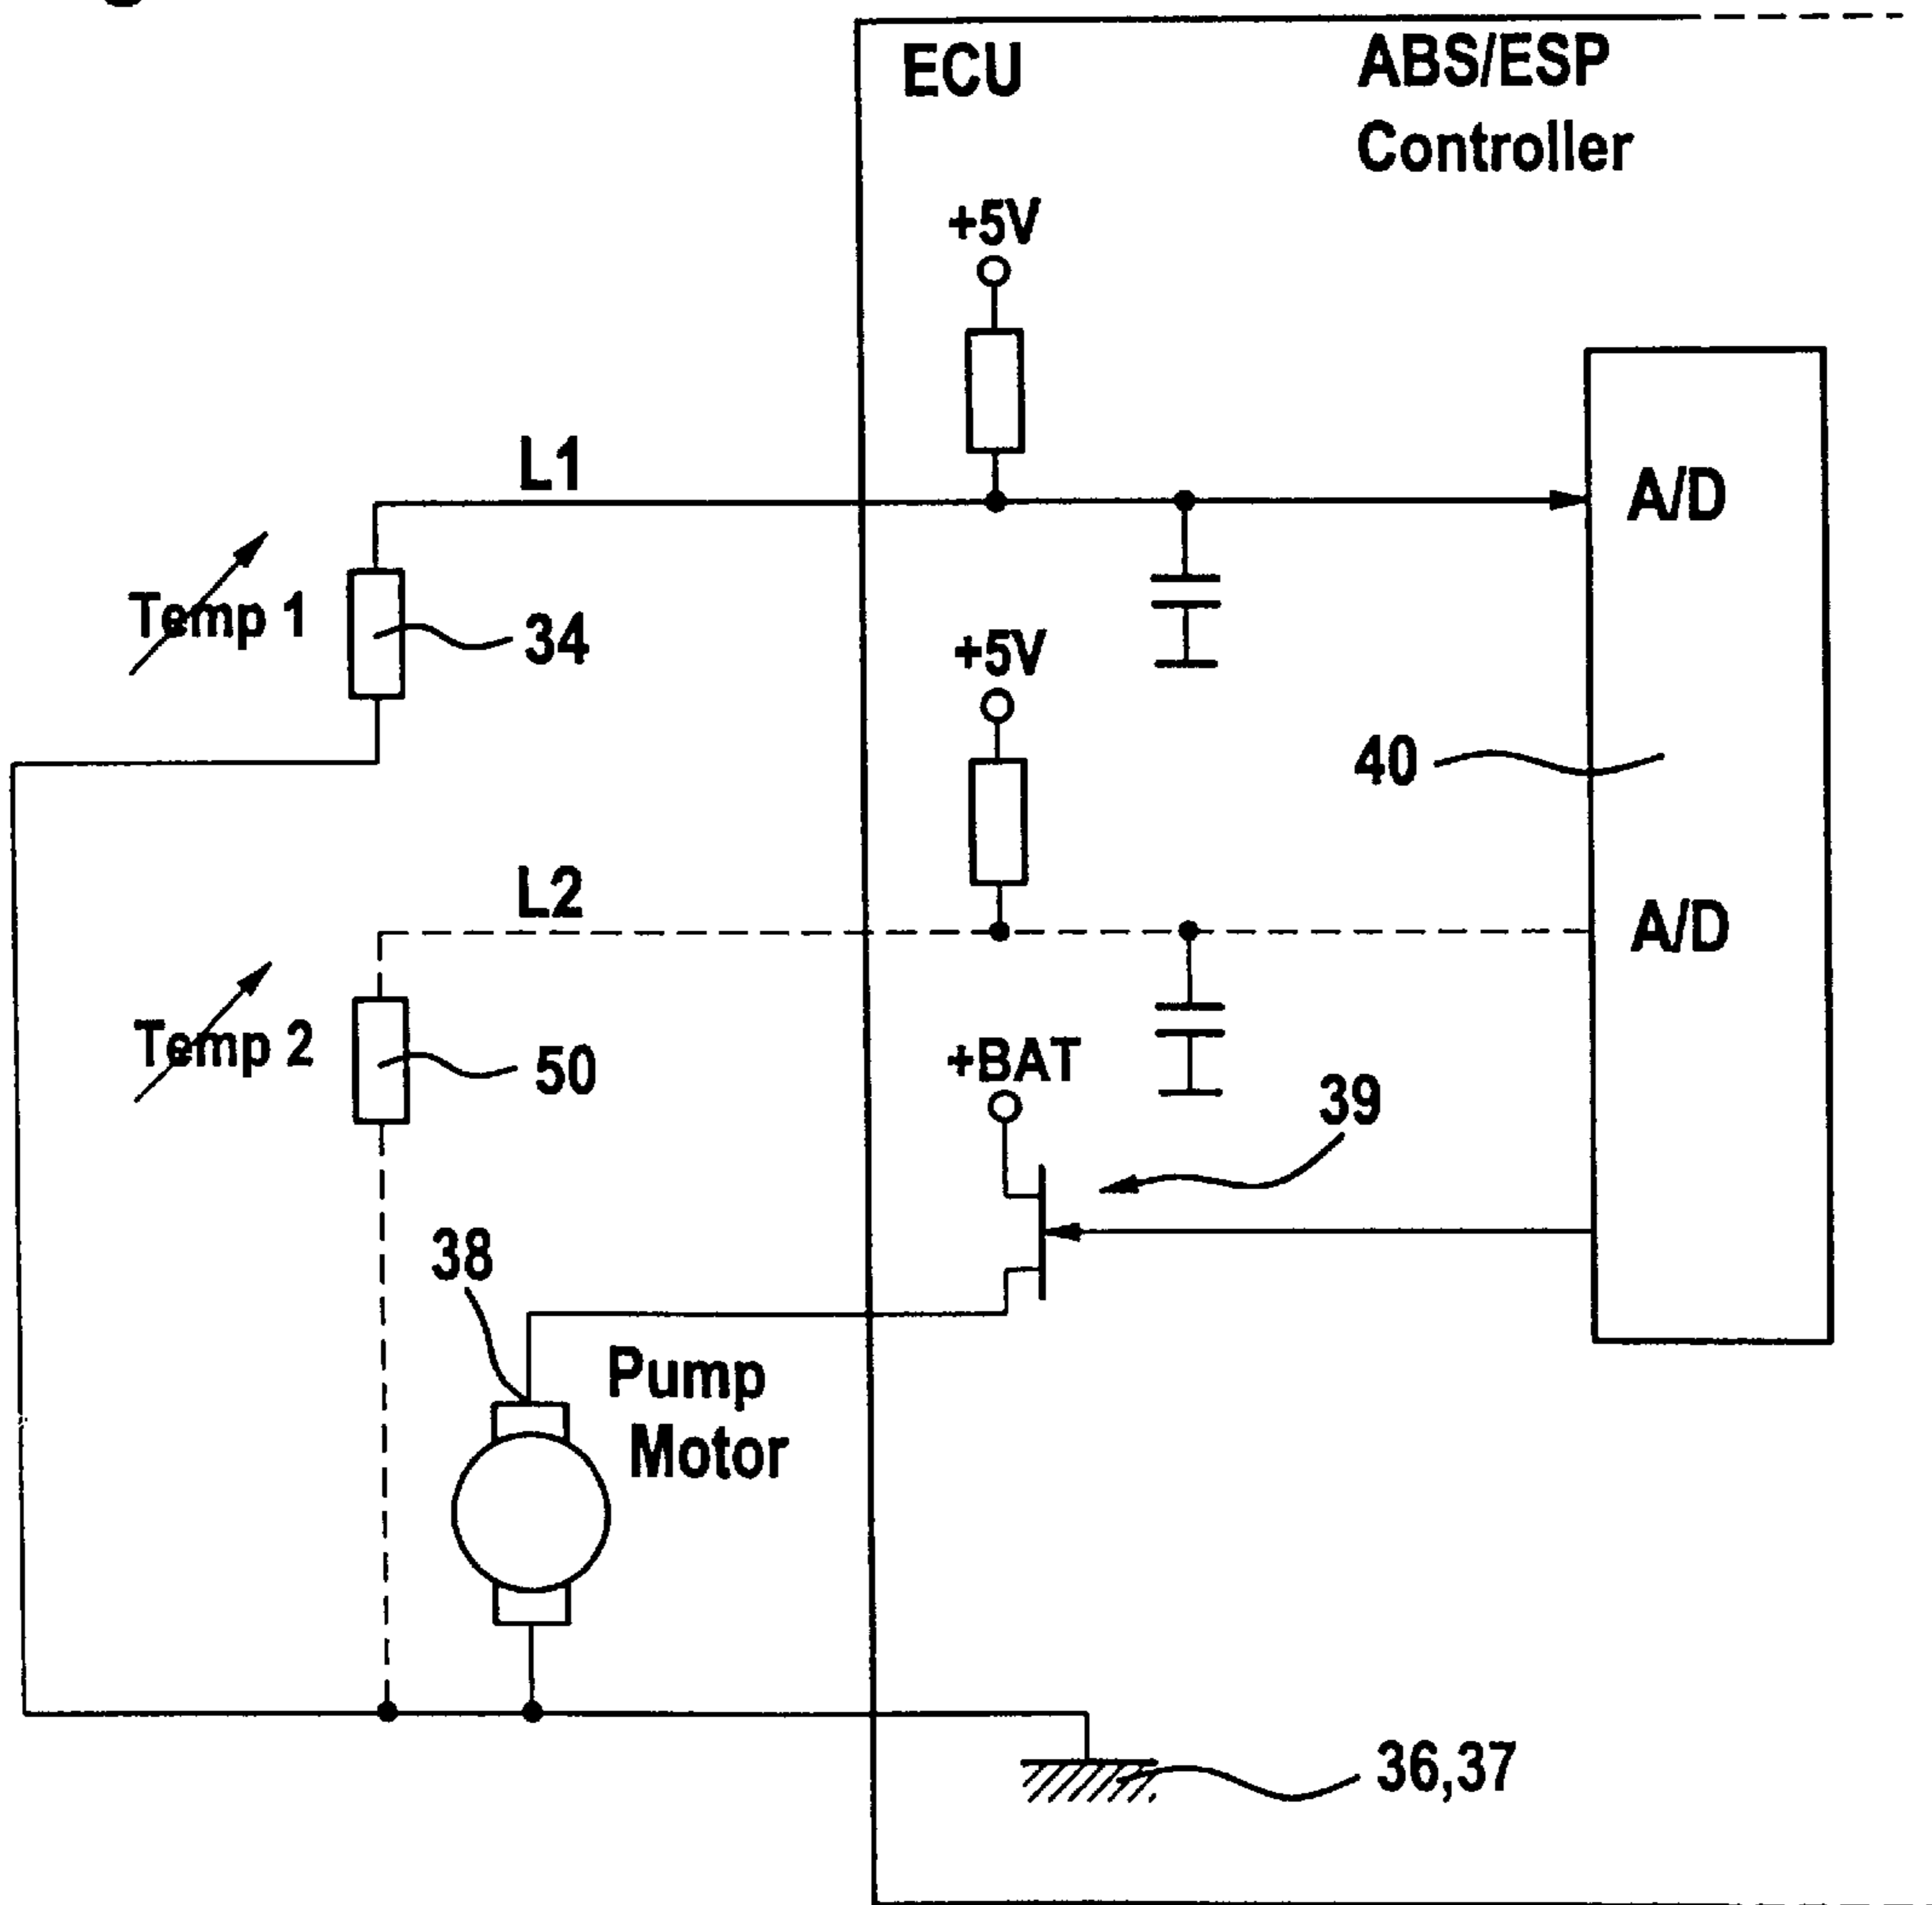 ECU
ABS/ESP
Controller
+5V
L1
A/D
Temp 1
34
+5V
40
L2
A/D
Temp 2
50
+BAT
39
38
Pump
Motor
36,37